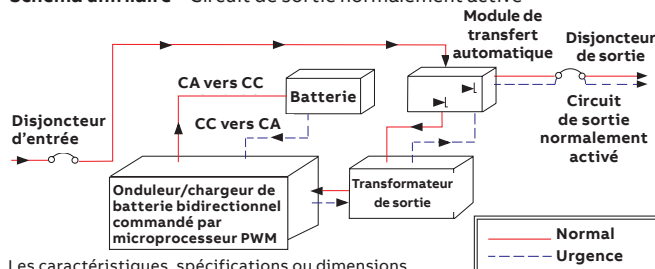 Schéma unifilaire – Circuit de sortie normalement activé
Module de
transfert
automatique
Disjoncteur
de sortie
CA vers CC
Batterie
CC vers CA
Disjoncteur
d'entrée
Circuit
de sortie
normalement
activé
Onduleur/chargeur de
batterie bidirectionnel
commandé par
microprocesseur PWM
Transformateur
de sortie
Normal
Urgence
Les caractéristiques, spécifications ou dimensions